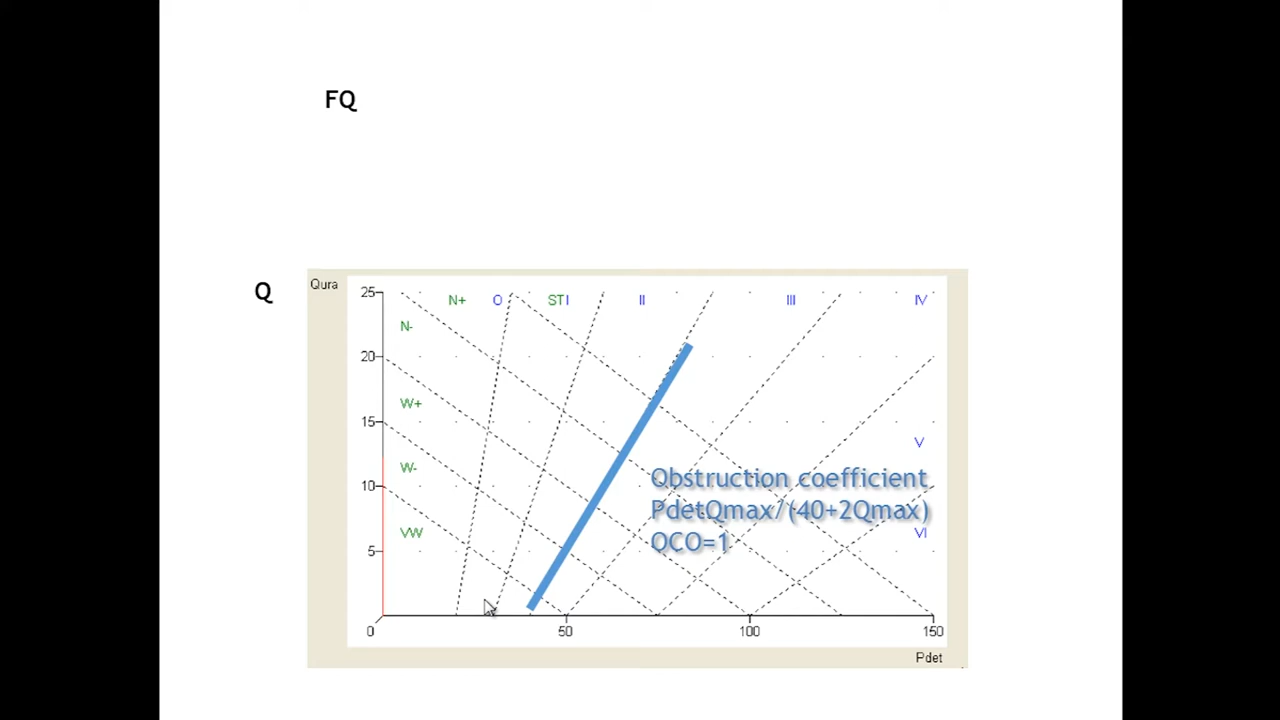 FQ
Q
Qura
25
N+ O STI II III IV
N-
20
W+
15
V
W-
Obstruction coefficient
10
PdetQmax/(40+2Qmax)
VW
VI
OCO=1
5
0 50 100 150
Pdet